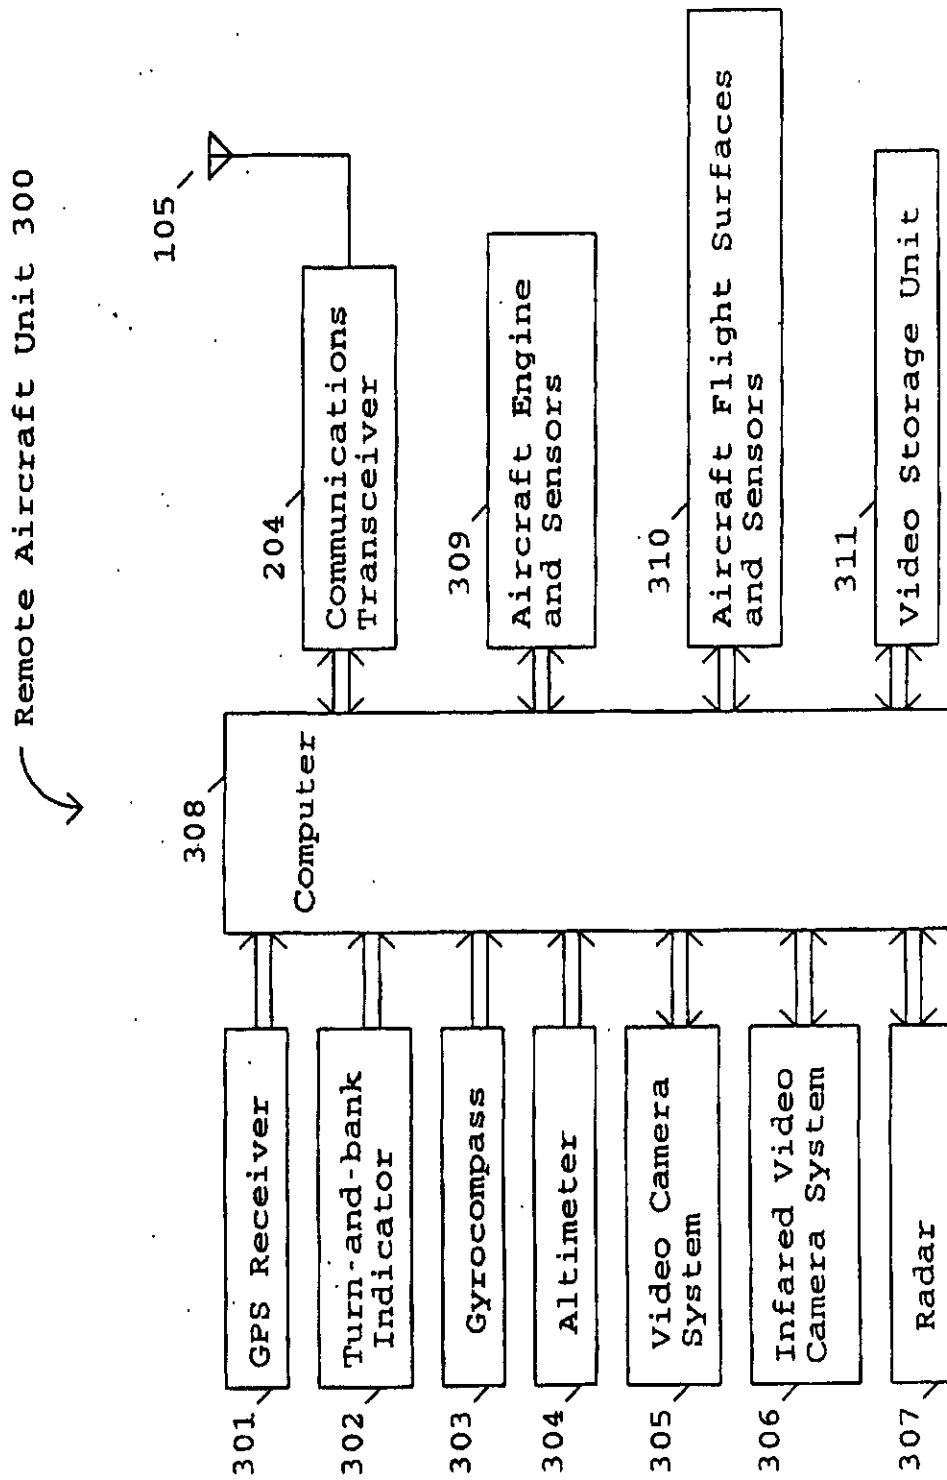 Remote Aircraft Unit 300
105
308
Computer
301
GPS Receiver
302
Turn-and-bank
Indicator
303
Gyrocompass
304
Altimeter
305
Video Camera
System
306
Infared Video
Camera System
307
Radar
204
Communications
Transceiver
309
Aircraft Engine
and Sensors
310
Aircraft Flight Surfaces
and Sensors
311
Video Storage Unit